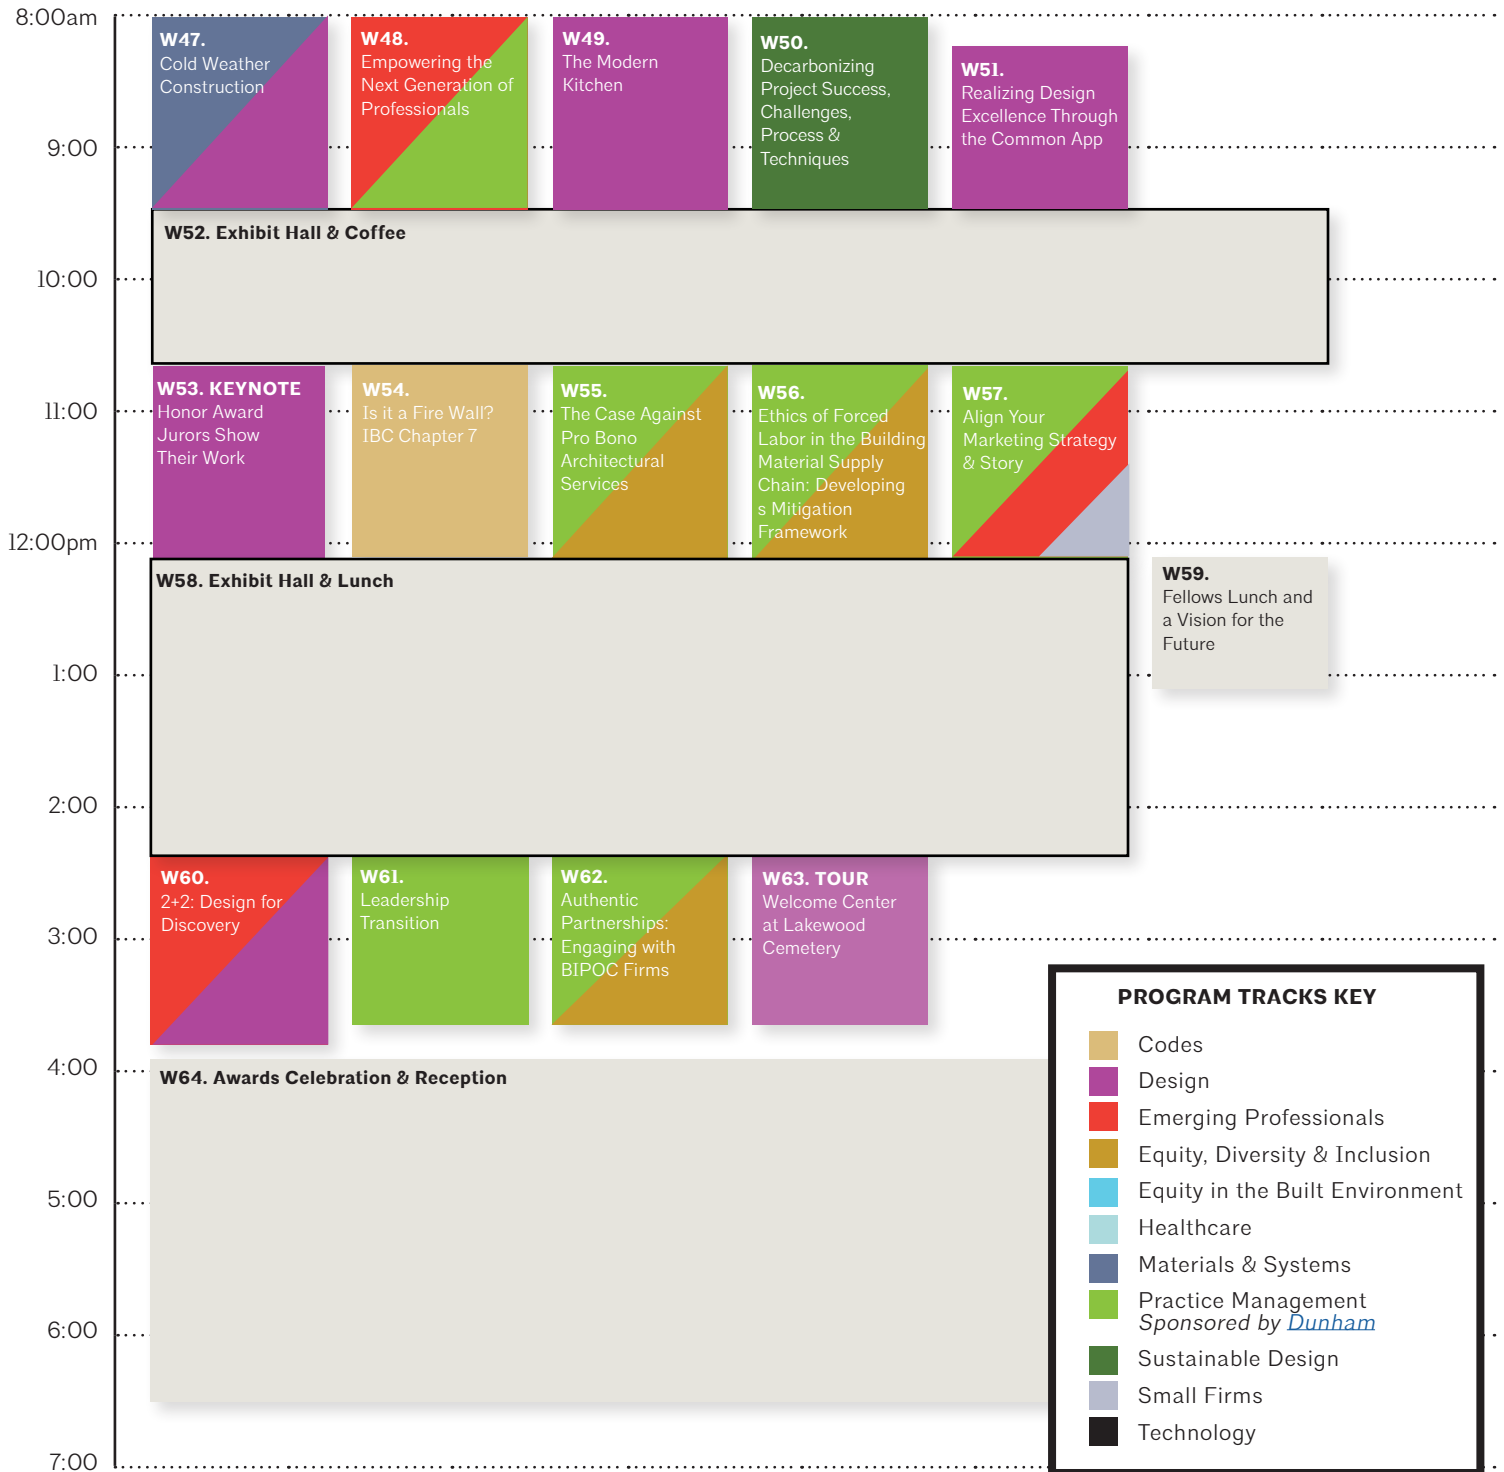 8:00am
9:00
10:00
11:00
12:00pm
1:00
2:00
3:00
4:00
5:00
6:00
7:00
W47.
Cold Weather
Construction
W48.
Empowering the
Next Generation of
Professionals
W49.
The Modern
Kitchen
W50.
Decarbonizing
Project Success,
Challenges,
Process &
Techniques
W51.
Realizing Design
Excellence Through
the Common App
W52. Exhibit Hall & Coffee
W53. KEYNOTE
Honor Award
Jurors Show
Their Work
W54.
Is it a Fire Wall?
IBC Chapter 7
W55.
The Case Against
Pro Bono
Architectural
Services
W56.
Ethics of Forced
Labor in the Building
Material Supply
Chain: Developing
s Mitigation
Framework
W57.
Align Your
Marketing Strategy
& Story
W58. Exhibit Hall & Lunch
W59.
Fellows Lunch and
a Vision for the
Future
W60.
2+2: Design for
Discovery
W61.
Leadership
Transition
W62.
Authentic
Partnerships:
Engaging with
BIPOC Firms
W63. TOUR
Welcome Center
at Lakewood
Cemetery
W64. Awards Celebration & Reception
PROGRAM TRACKS KEY
Codes
Design
Emerging Professionals
Equity, Diversity & Inclusion
Equity in the Built Environment
Healthcare
Materials & Systems
Practice Management
Sponsored by Dunham
Sustainable Design
Small Firms
Technology